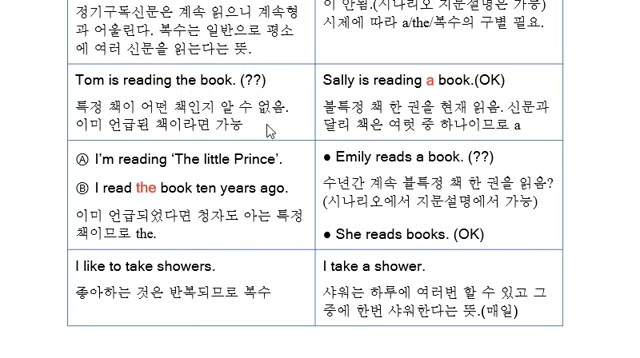 정기구독신문은 계속 읽으니 계속형
과 어울린다. 복수는 일반으로 평소
에 여러 신문을 읽는다는 뜻.
이 안됨.(시나리오 지문설명은 가능)
시제에 따라 a/the/복수의 구별 필요.
Tom is reading the book. (??)
특정 책이 어떤 책인지 알 수 없음.
이미 언급된 책이라면 가능
Sally is reading a book.(OK)
불특정 책 한 권을 현재 읽음. 신문과
달리 책은 여럿 중 하나이므로 a
Ⓐ I'm reading 'The little Prince'.
Ⓑ I read the book ten years ago.
이미 언급되었다면 청자도 아는 특정
책이므로 the.
● Emily reads a book. (??)
수년간 계속 불특정 책 한 권을 읽음?
(시나리오에서 지문설명에서 가능)
● She reads books. (OK)
I like to take showers.
좋아하는 것은 반복되므로 복수
I take a shower.
샤워는 하루에 여러번 할 수 있고 그
중에 한번 샤워한다는 뜻.(매일)